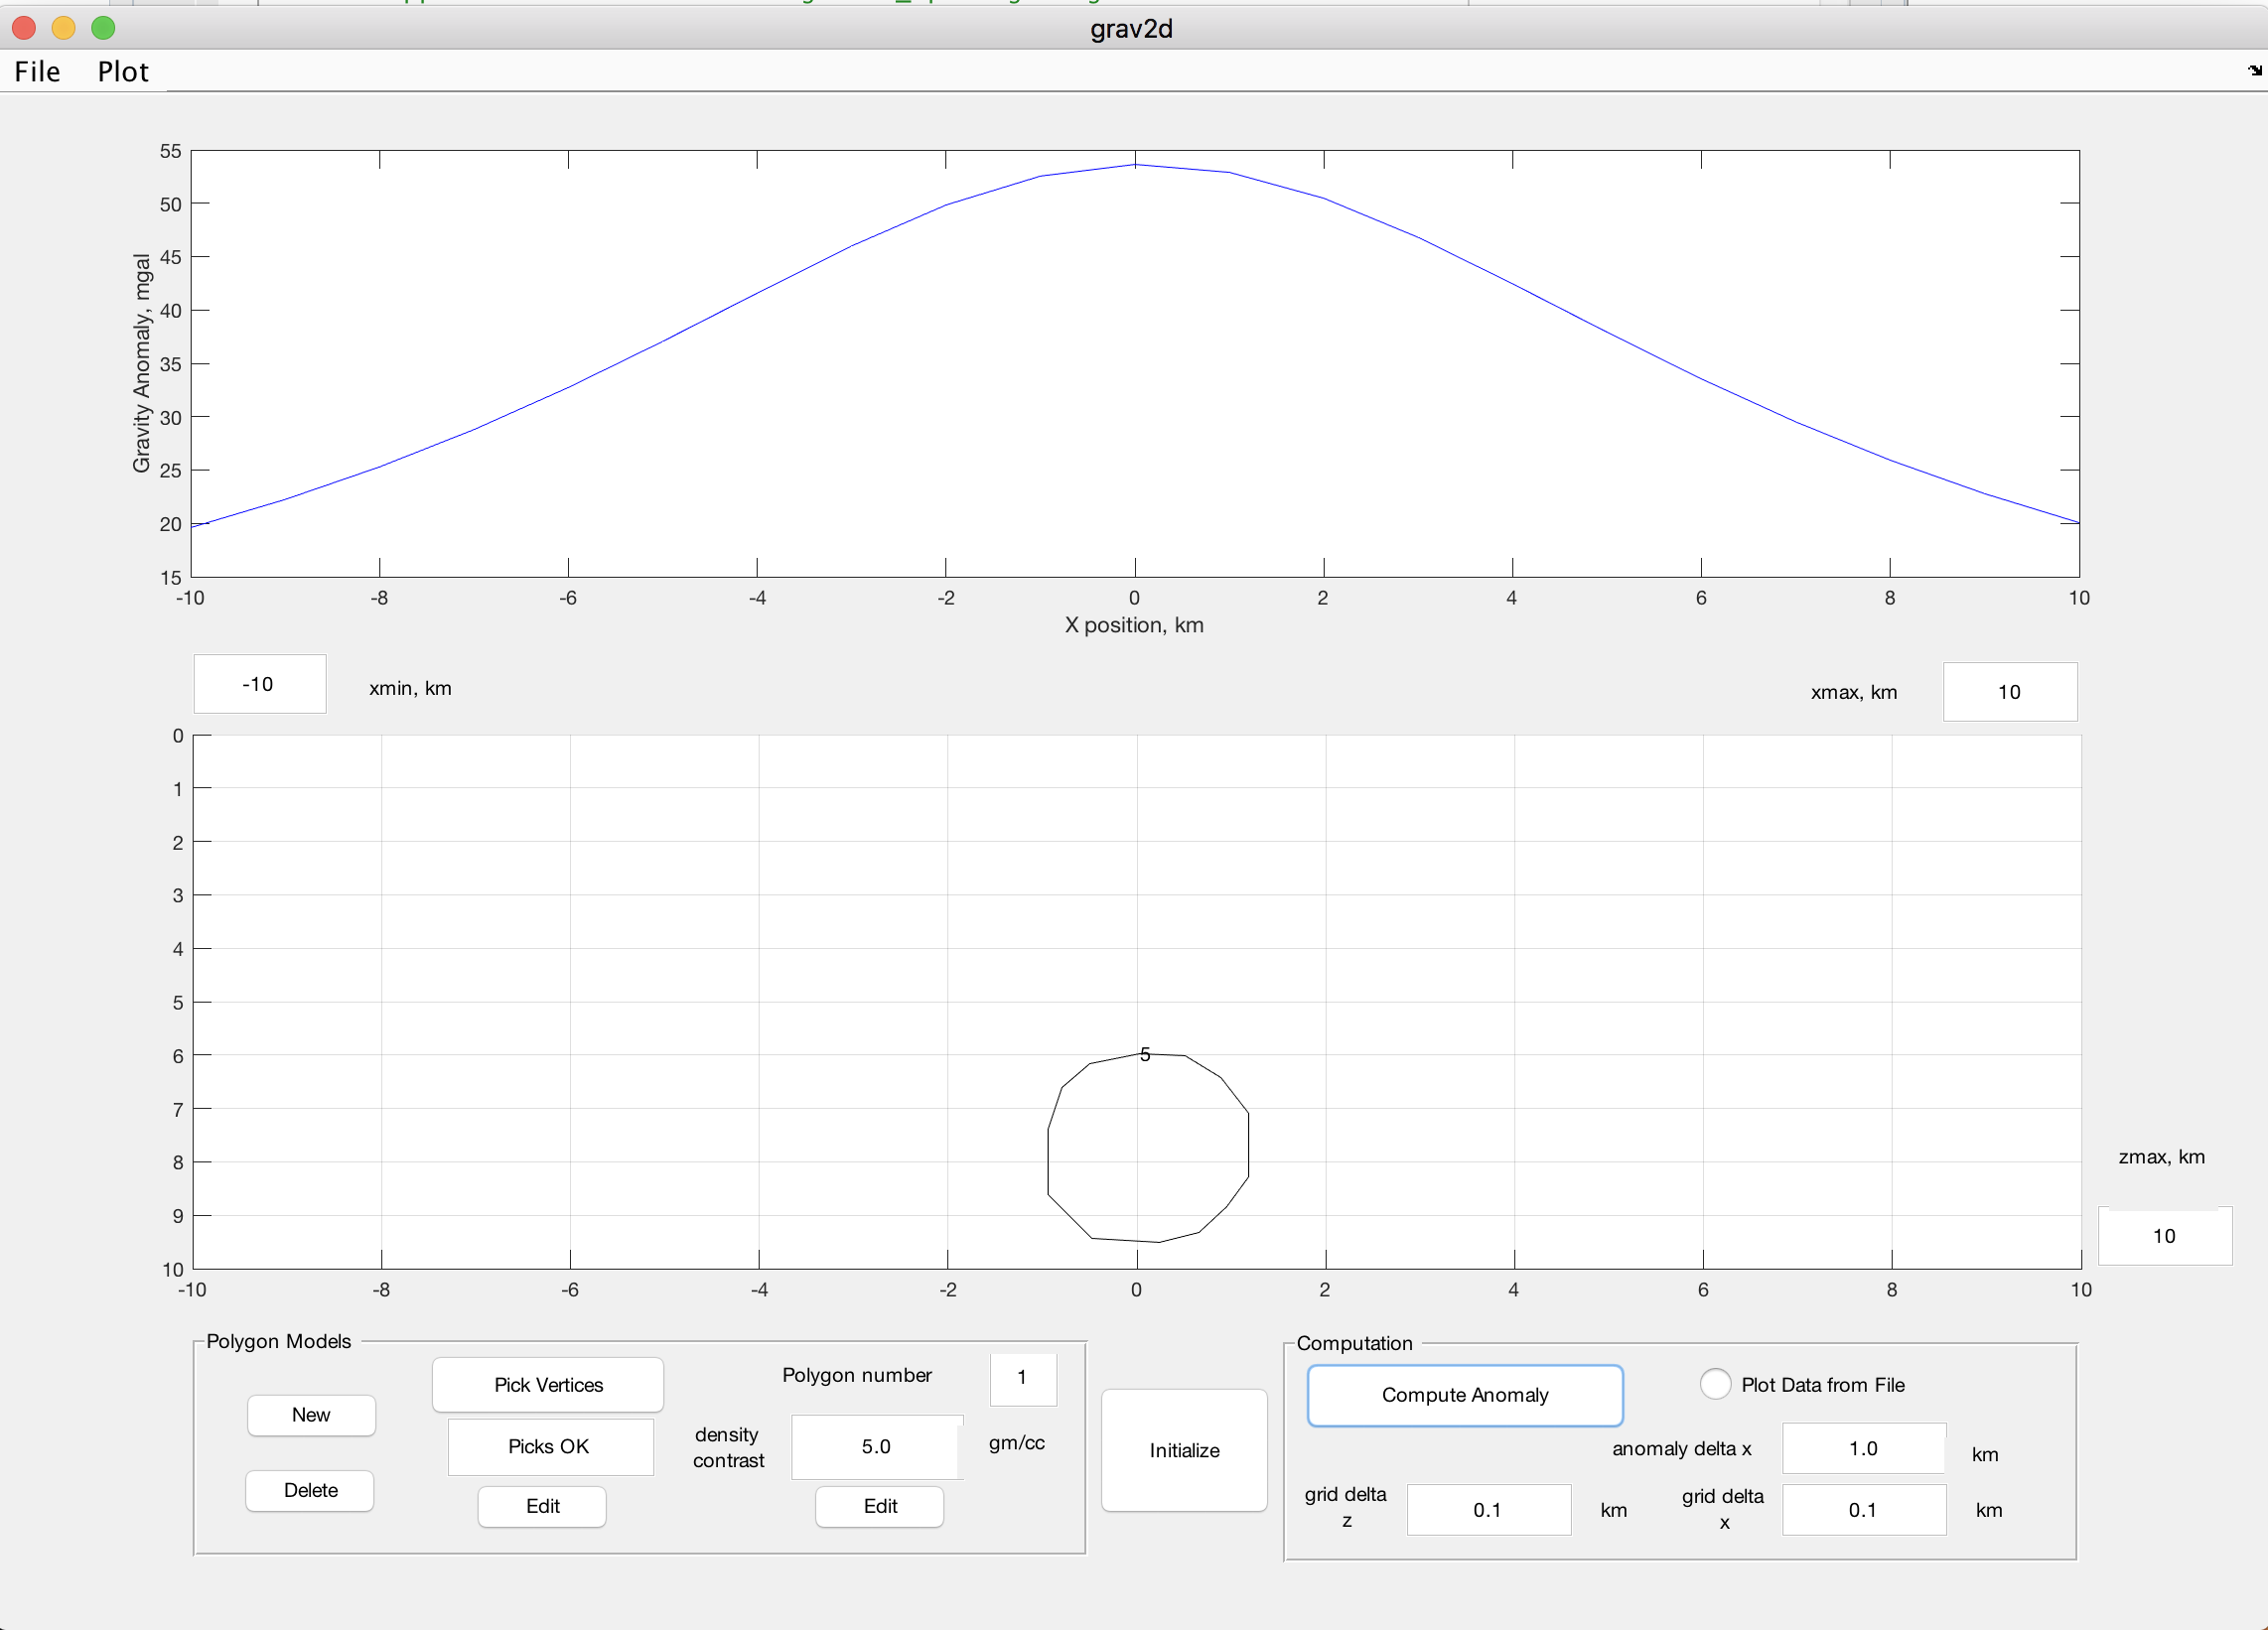 grav2d
File Plot
55
50
45
40
35
30
25
20
15
Gravity Anomaly, mgal
-10 -8 -6 -4 -2 0 2 4 6 8 10
X position, km
-10 xmin, km xmax, km 10
0
1
2
3
4
5
6
7
8
9
10
5
-10 -8 -6 -4 -2 0 2 4 6 8 10
zmax, km
10
Polygon Models
New
Delete
Pick Vertices
Picks OK
Edit
Polygon number 1
density
contrast
5.0 gm/cc
Edit
Initialize
Computation
Compute Anomaly
Plot Data from File
anomaly delta x 1.0 km
grid delta
z
0.1 km
grid delta
x
0.1 km